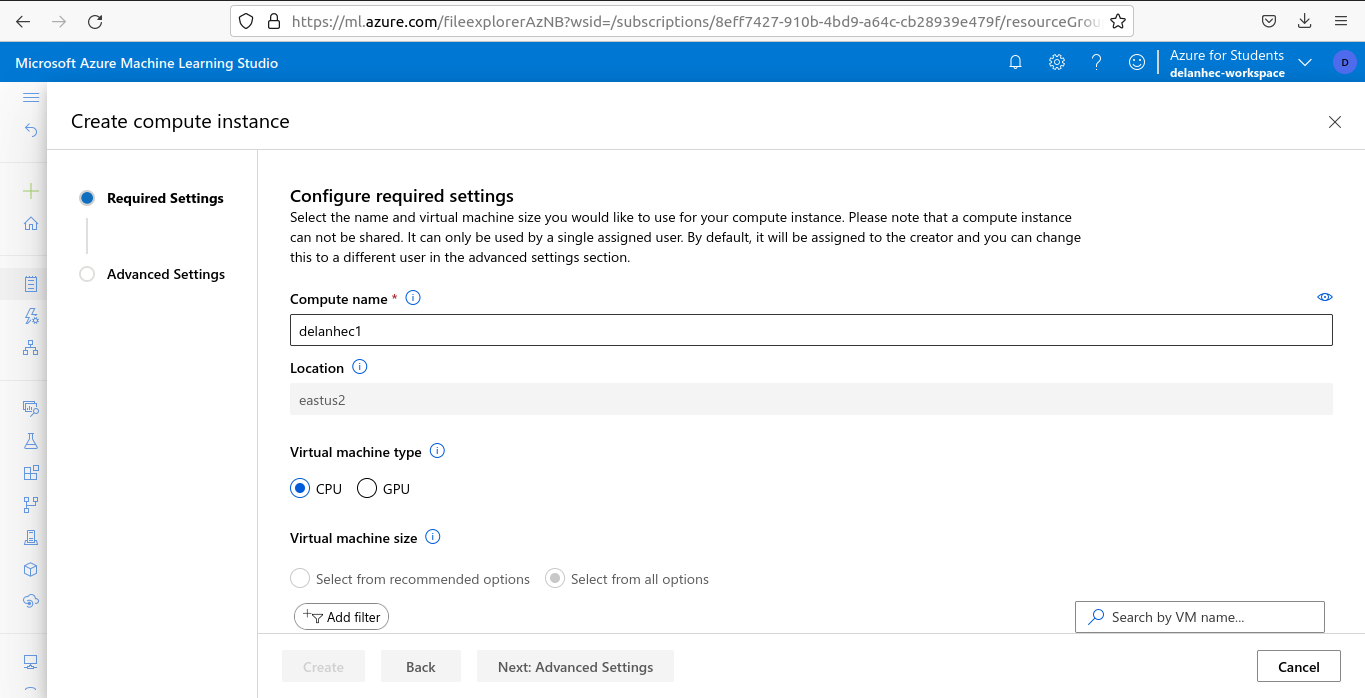 https://ml.azure.com/fileexplorerAzNB?wsid=/subscriptions/8eff7427-910b-4bd9-a64c-cb28939e479f/resourceGrou
Microsoft Azure Machine Learning Studio
Azure for Students
delanhec-workspace
D
Create compute instance
Required Settings
Advanced Settings
Configure required settings
Select the name and virtual machine size you would like to use for your compute instance. Please note that a compute instance
can not be shared. It can only be used by a single assigned user. By default, it will be assigned to the creator and you can change
this to a different user in the advanced settings section.
Compute name *
delanhec1
Location
eastus2
Virtual machine type
CPU GPU
Virtual machine size
Select from recommended options Select from all options
Add filter
Search by VM name...
Create Back Next: Advanced Settings Cancel